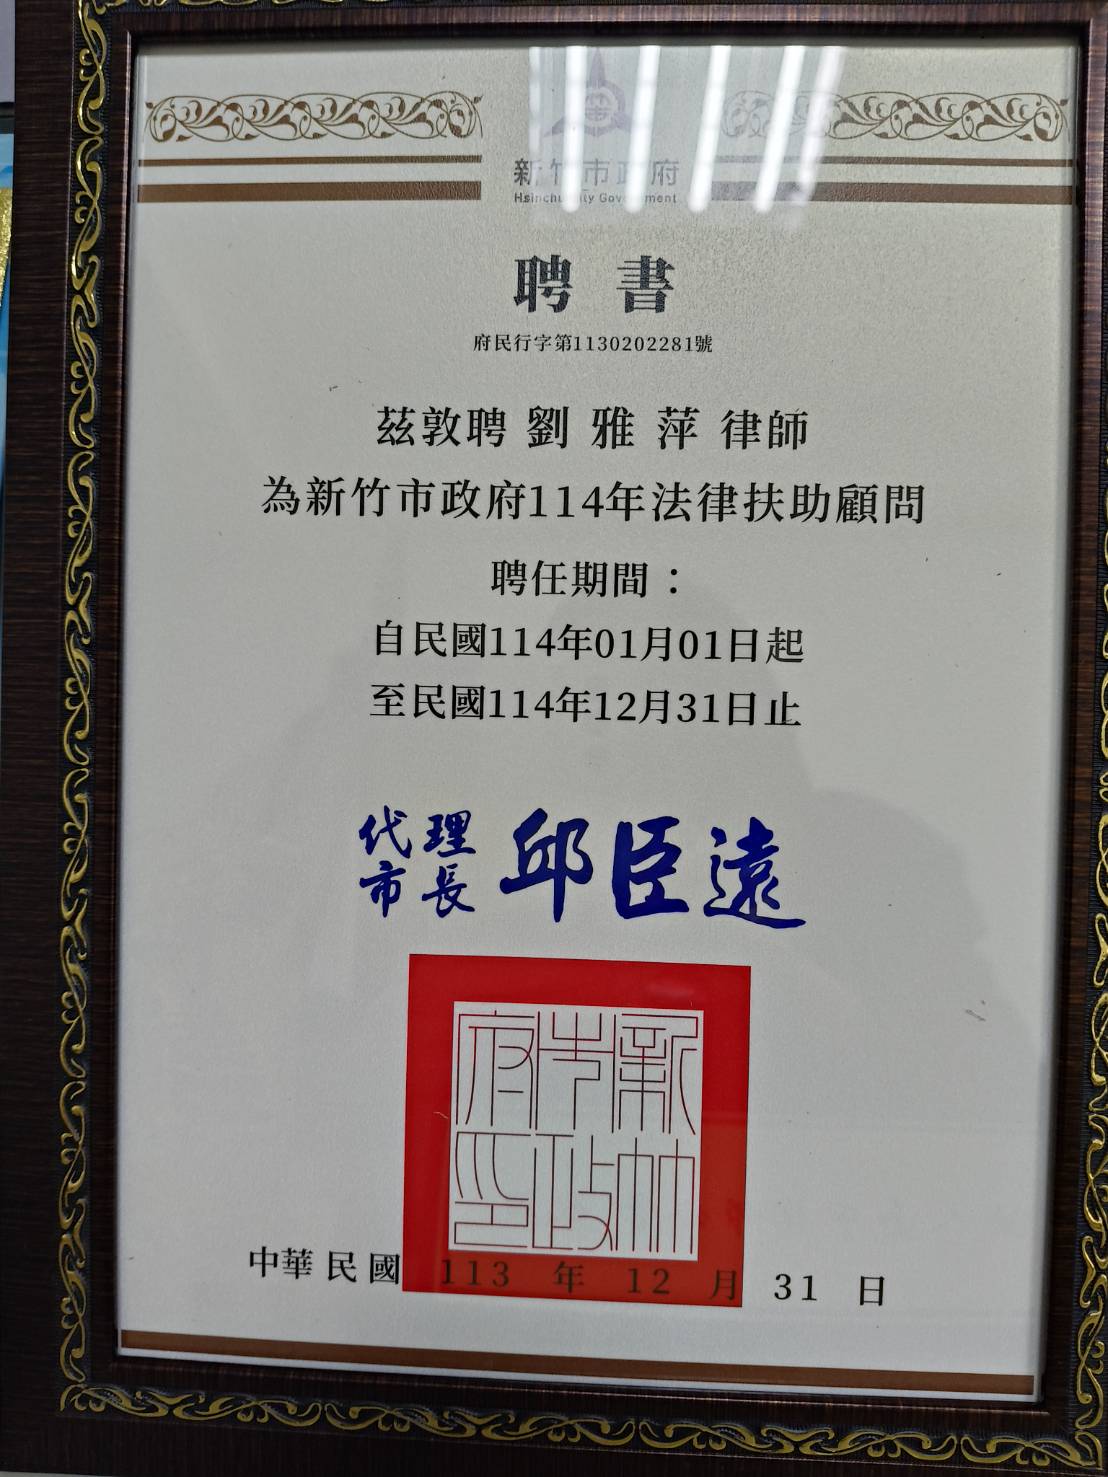 新竹市政府
Hsinchu City Government
聘書
府民行字第1130202281號
茲敦聘 劉雅萍 律師
為新竹市政府114年法律扶助顧問
聘任期間：
自民國114年01月01日起
至民國114年12月31日止
代理市長 邱臣遠
新竹市政府印
中華民國 113 年 12 月 31 日